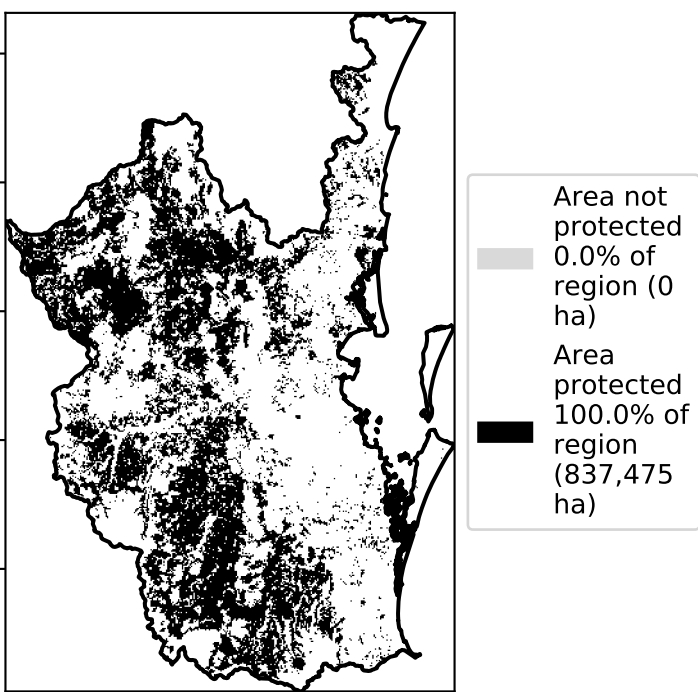 Area not
protected
0.0% of
region (0
ha)
Area
protected
100.0% of
region
(837,475
ha)